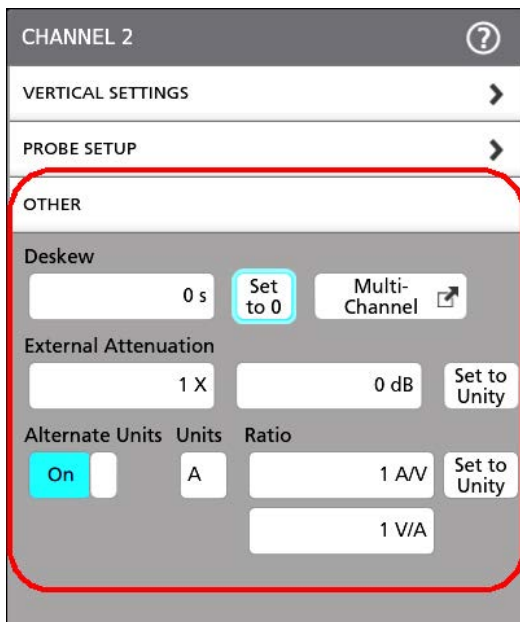 CHANNEL 2 ?
VERTICAL SETTINGS
PROBE SETUP
OTHER
Deskew
0 s Set to 0 Multi-Channel
External Attenuation
1 X 0 dB Set to Unity
Alternate Units Units Ratio
On A 1 A/V Set to Unity
1 V/A